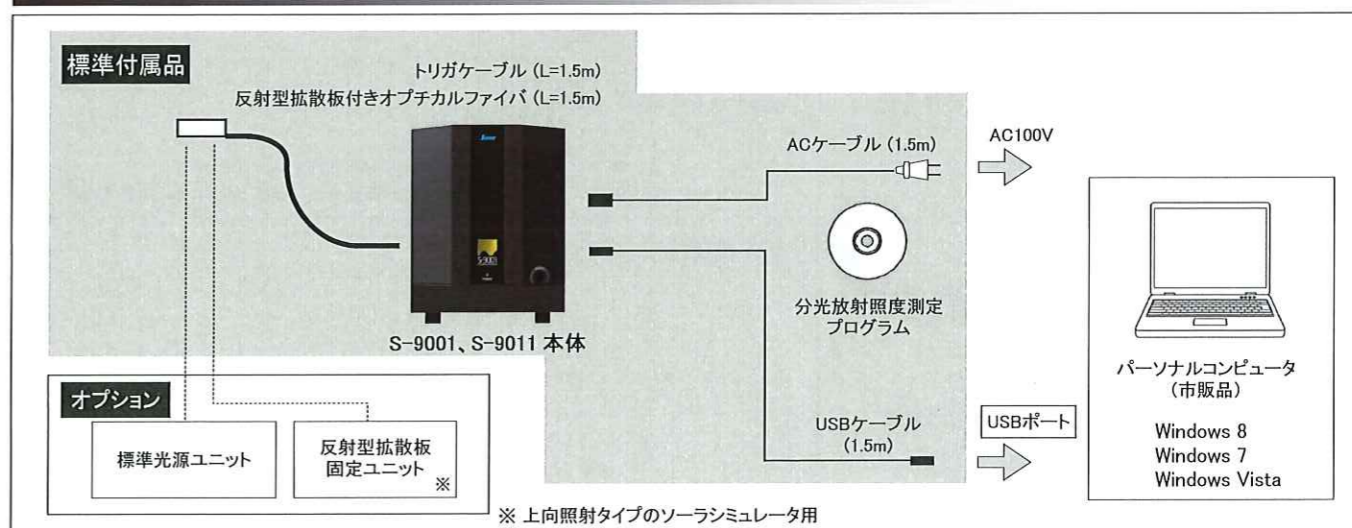 標準付属品
トリガケーブル (L=1.5m)
反射型拡散板付きオプチカルファイバ (L=1.5m)
S-9001
S-9001、S-9011 本体
ACケーブル (1.5m)
AC100V
分光放射照度測定
プログラム
USBケーブル
(1.5m)
USBポート
パーソナルコンピュータ
(市販品)
Windows 8
Windows 7
Windows Vista
オプション
標準光源ユニット
反射型拡散板
固定ユニット
※
※ 上向照射タイプのソーラシミュレータ用